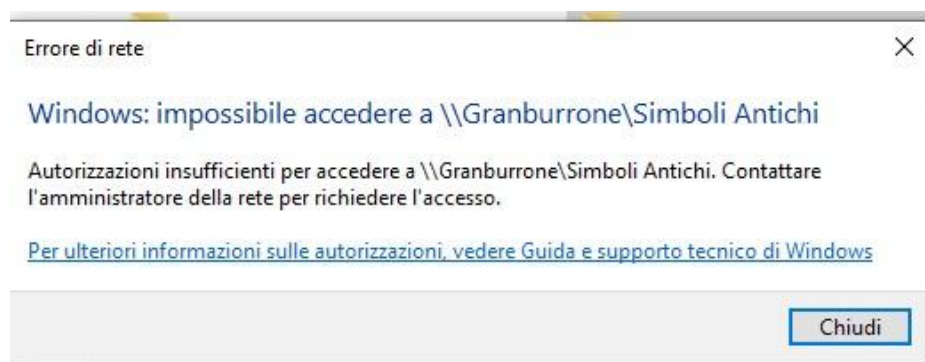 Errore di rete
Windows: impossibile accedere a \\Granburrone\Simboli Antichi
Autorizzazioni insufficienti per accedere a \\Granburrone\Simboli Antichi. Contattare
l'amministratore della rete per richiedere l'accesso.
Per ulteriori informazioni sulle autorizzazioni, vedere Guida e supporto tecnico di Windows
Chiudi